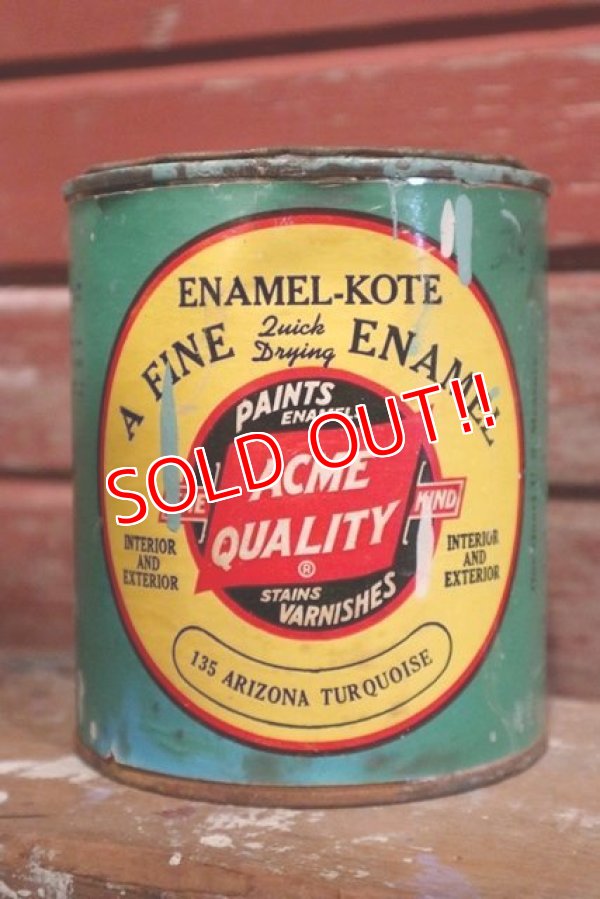 ENAMEL-KOTE
A FINE Quick Drying ENAMEL
PAINTS
ENAMELS
SOLD OUT!!
ACME
QUALITY
®
KIND
STAINS
VARNISHES
INTERIOR
AND
EXTERIOR
INTERIOR
AND
EXTERIOR
135 ARIZONA TURQUOISE